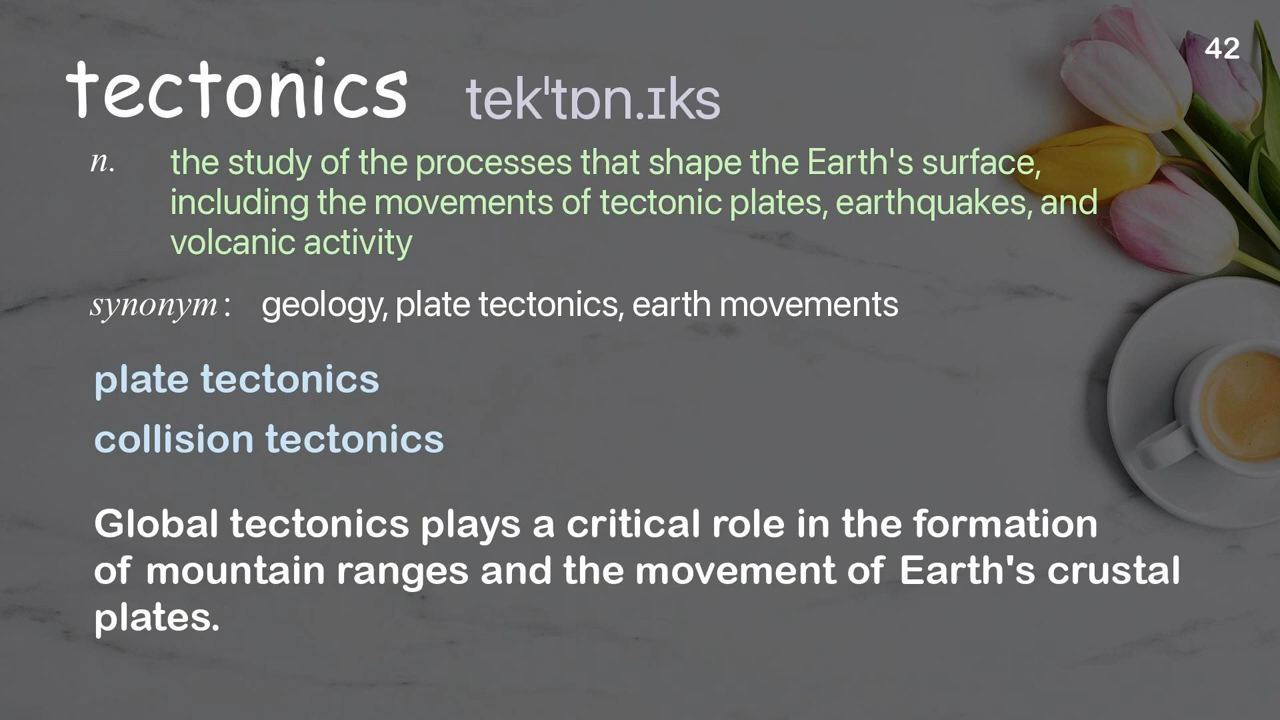 42
tectonics tek'tɒn.ɪks
n. the study of the processes that shape the Earth's surface,
including the movements of tectonic plates, earthquakes, and
volcanic activity
synonym: geology, plate tectonics, earth movements
plate tectonics
collision tectonics
Global tectonics plays a critical role in the formation
of mountain ranges and the movement of Earth's crustal
plates.